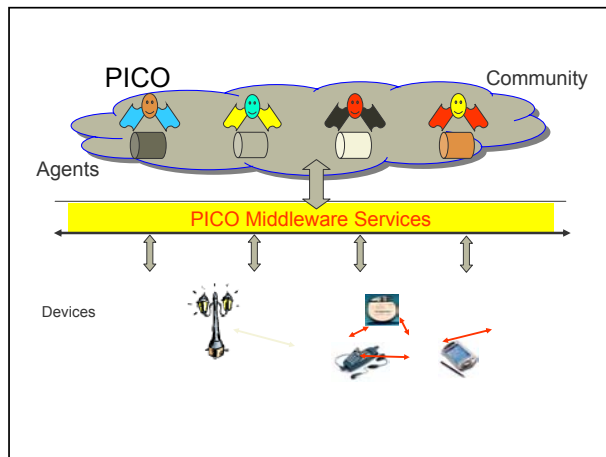 PICO
Community
Agents
PICO Middleware Services
Devices